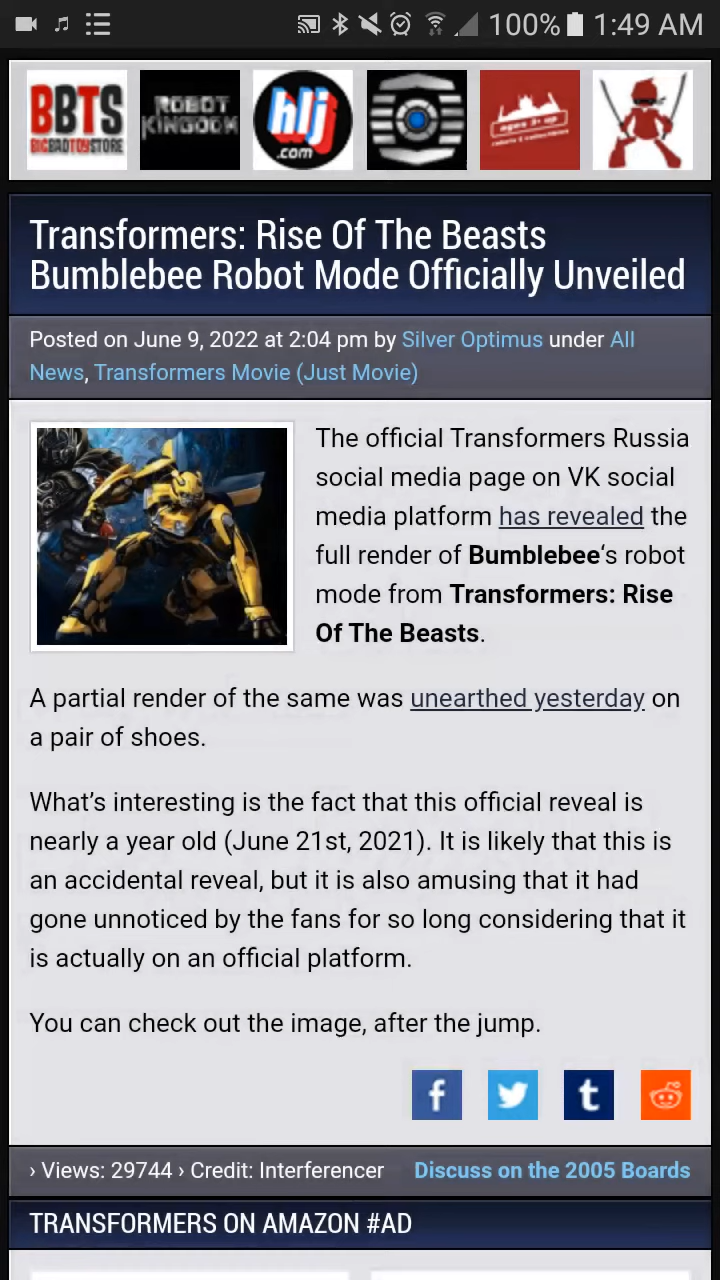 100% 1:49 AM
BBTS
BIGBADTOYSTORE
ROBOT
KINGDOM
hlj
.com
ages 3+ up
Transformers: Rise Of The Beasts
Bumblebee Robot Mode Officially Unveiled
Posted on June 9, 2022 at 2:04 pm by Silver Optimus under All
News, Transformers Movie (Just Movie)
The official Transformers Russia
social media page on VK social
media platform has revealed the
full render of Bumblebee‘s robot
mode from Transformers: Rise
Of The Beasts.
A partial render of the same was unearthed yesterday on
a pair of shoes.
What’s interesting is the fact that this official reveal is
nearly a year old (June 21st, 2021). It is likely that this is
an accidental reveal, but it is also amusing that it had
gone unnoticed by the fans for so long considering that it
is actually on an official platform.
You can check out the image, after the jump.
f
t
› Views: 29744 › Credit: Interferencer Discuss on the 2005 Boards
TRANSFORMERS ON AMAZON #AD